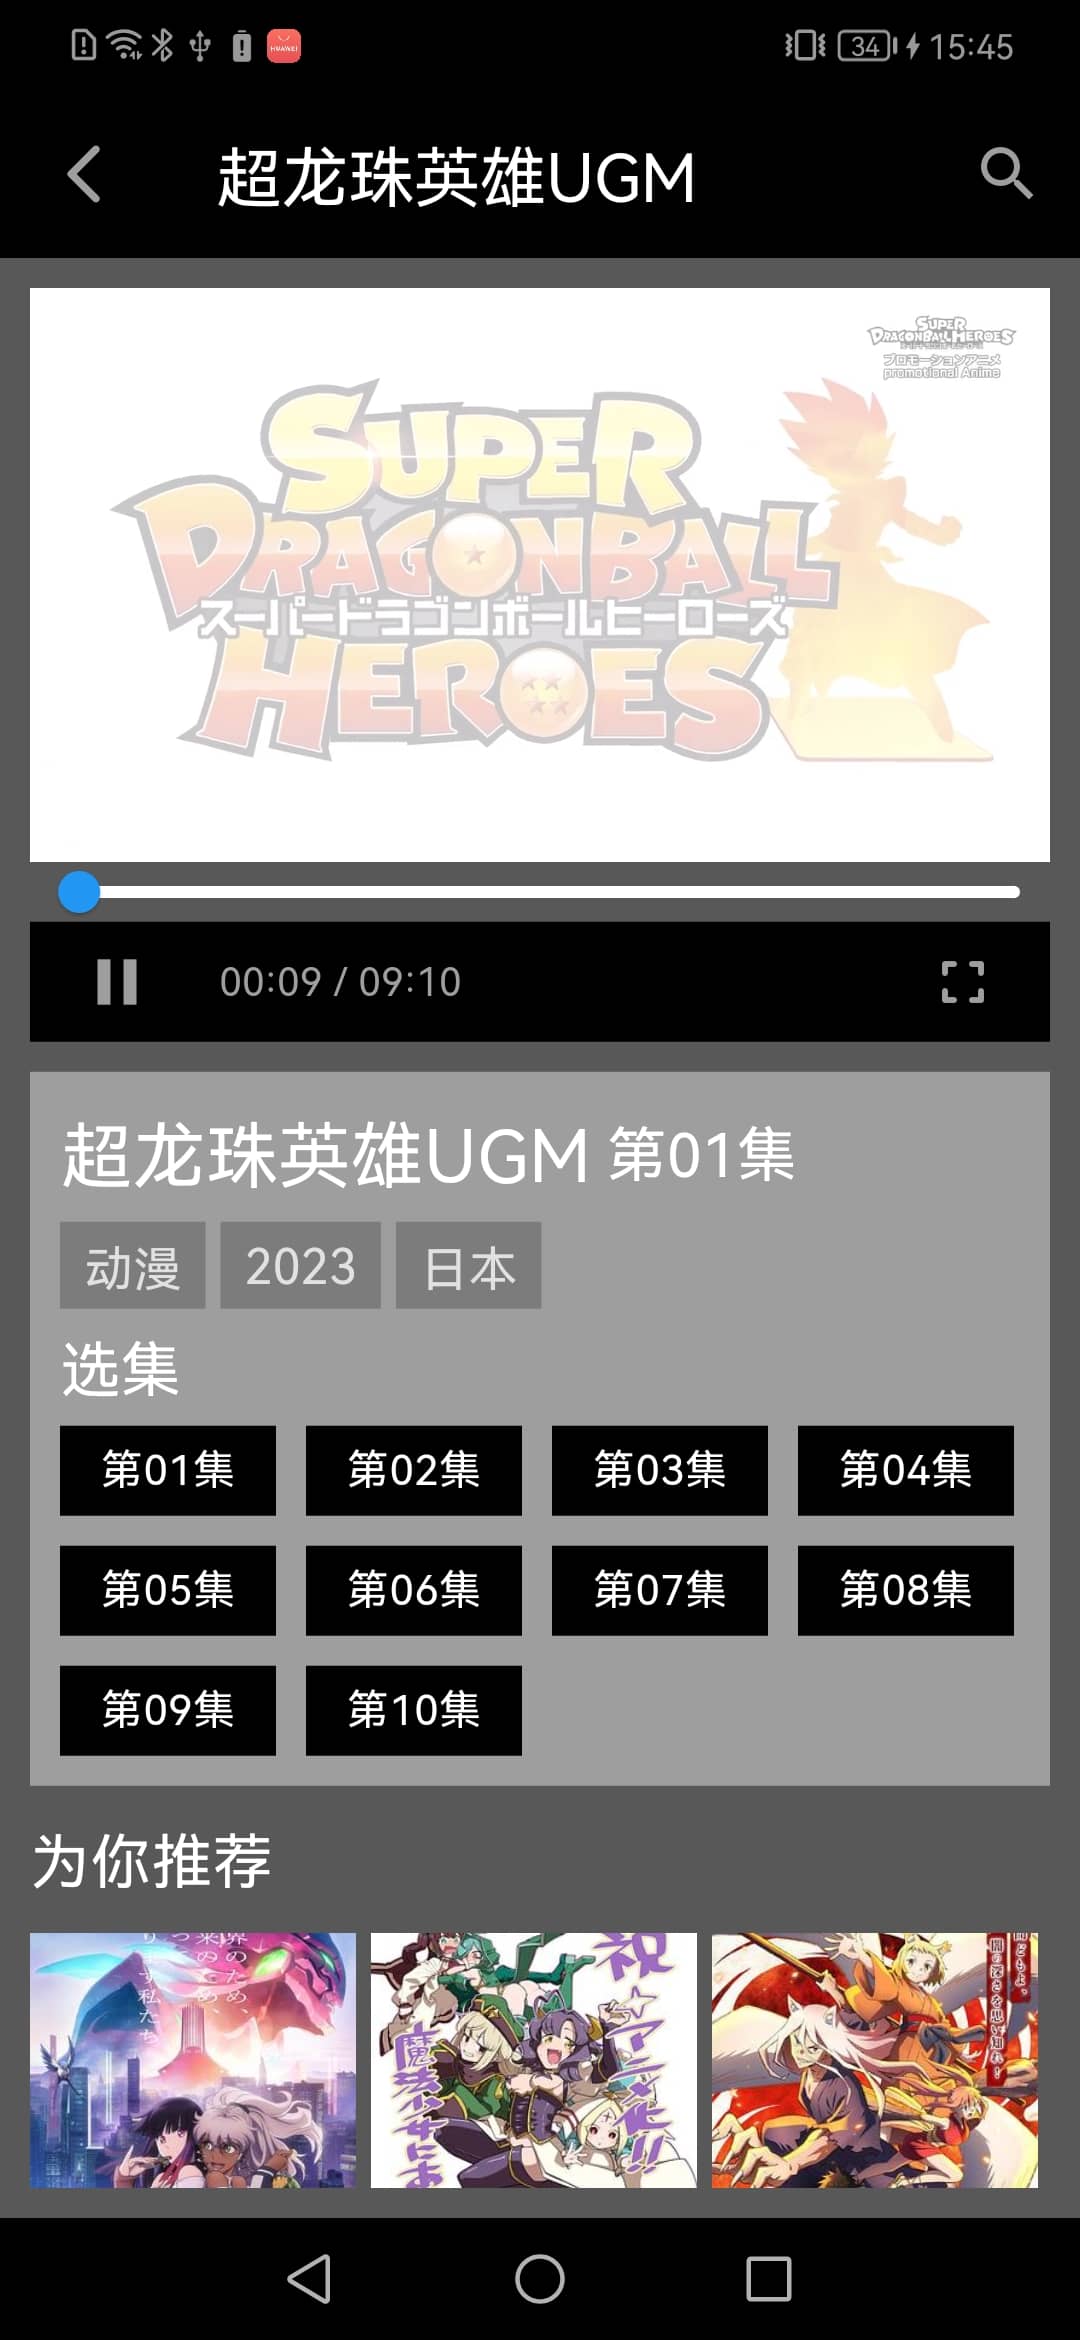 HUAWEI
34
15:45
超龙珠英雄UGM
SUPER
DRAGONBALL HEROES
プロモーションアニメ
promotional Anime
SUPER
DRAGONBALL
スーパードラゴンボールヒーローズ
HEROES
00:09 / 09:10
超龙珠英雄UGM 第01集
动漫 2023 日本
选集
第01集 第02集 第03集 第04集
第05集 第06集 第07集 第08集
第09集 第10集
为你推荐
祝☆アニメ化!!
魔法少女にあ
闇の深さを思い知れ!